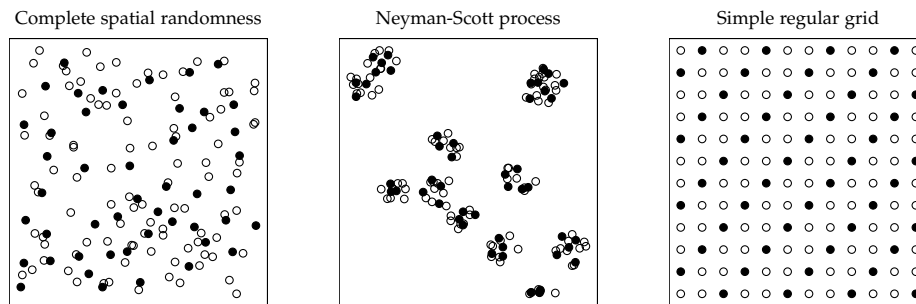 Complete spatial randomness
Neyman-Scott process
Simple regular grid